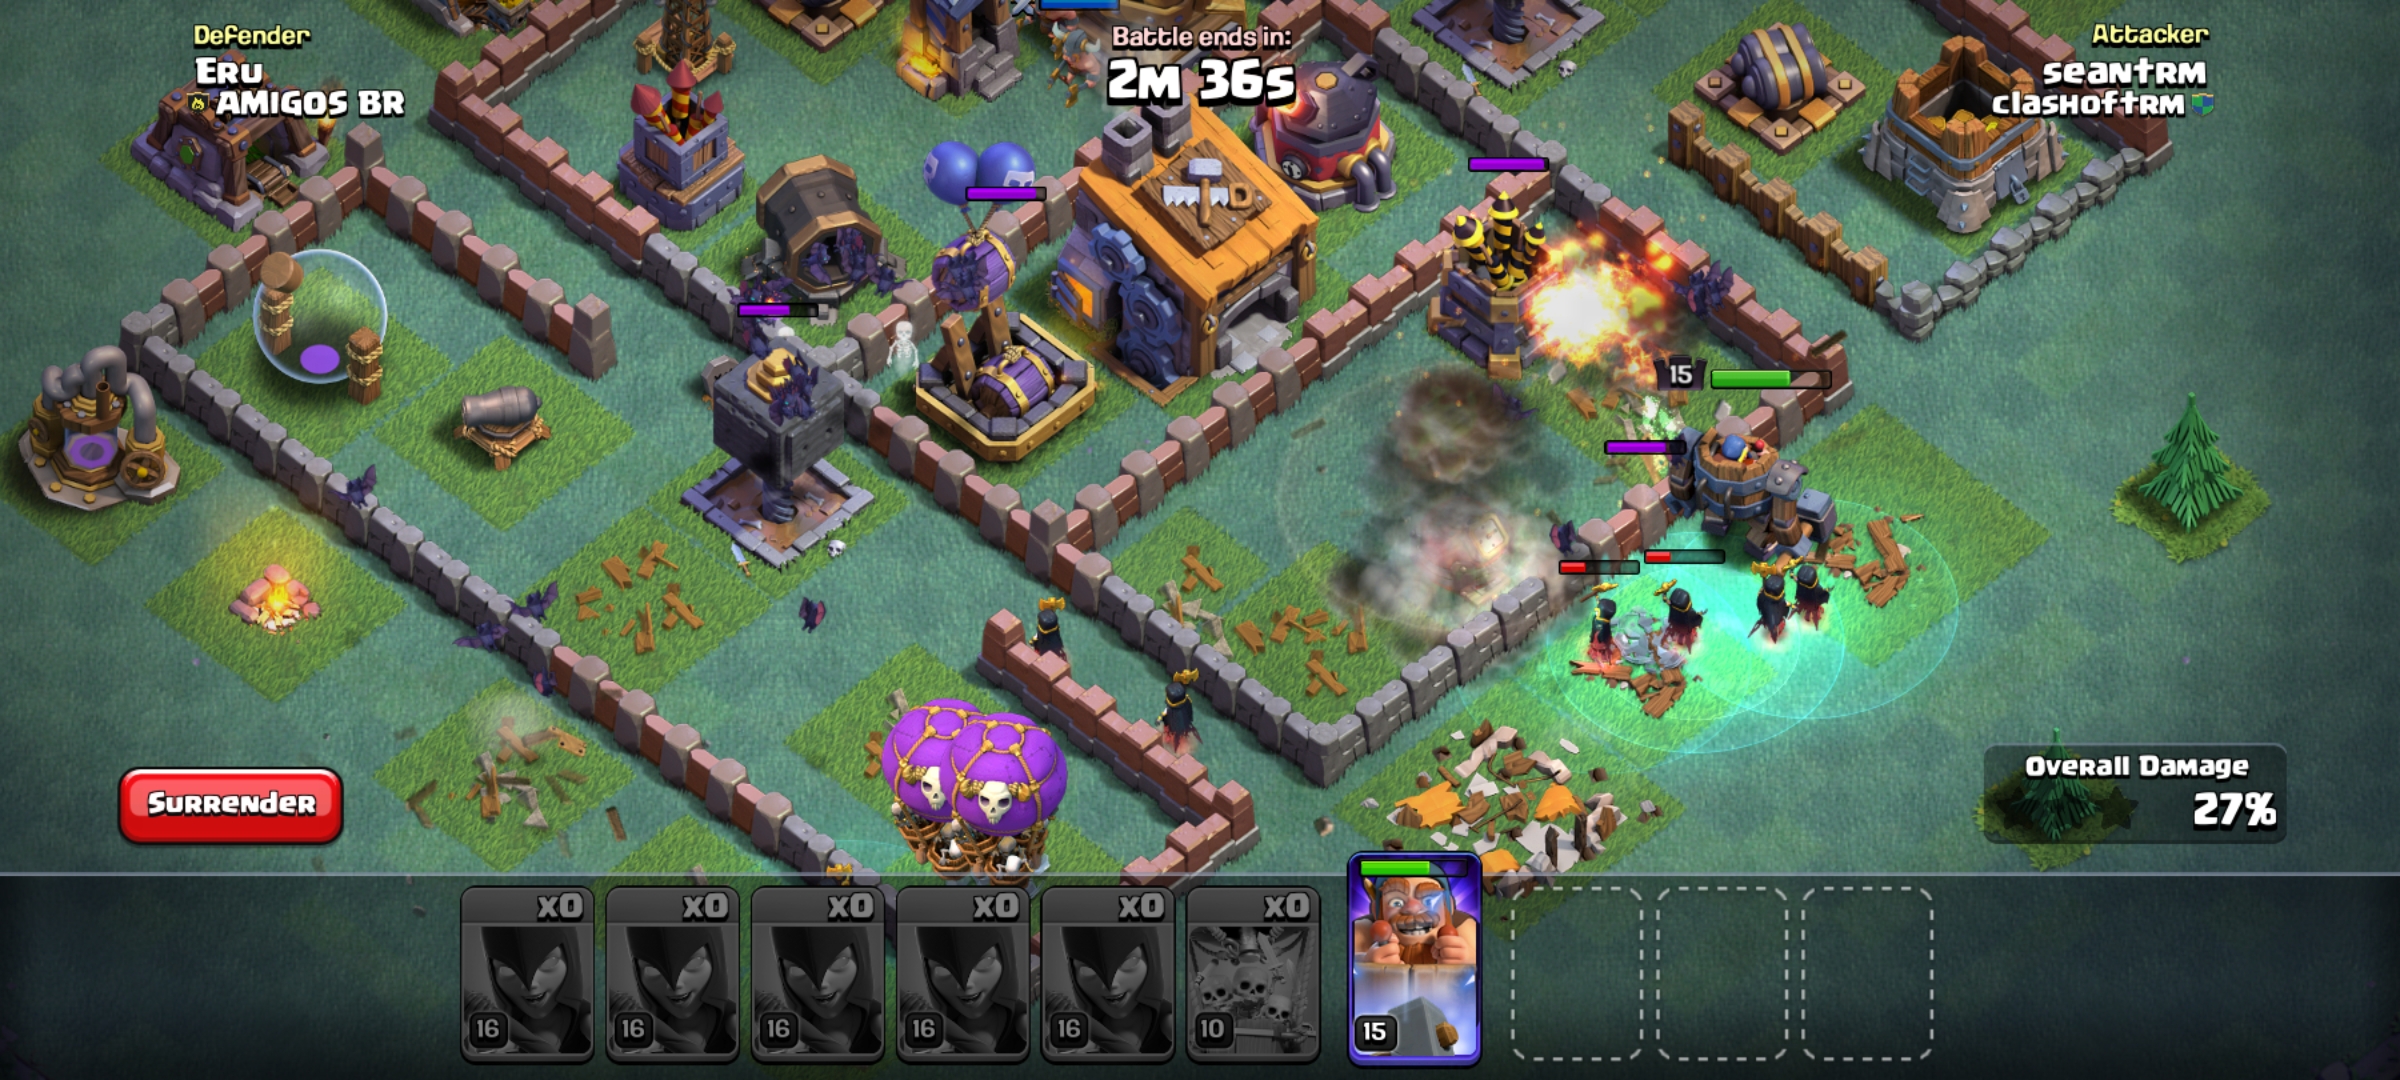 Defender
Eru
AMIGOS BR
Battle ends in:
2m 36s
Attacker
seantrm
clashoftrm
15
Surrender
Overall Damage
27%
x0
x0
x0
x0
x0
x0
16
16
16
16
16
10
15